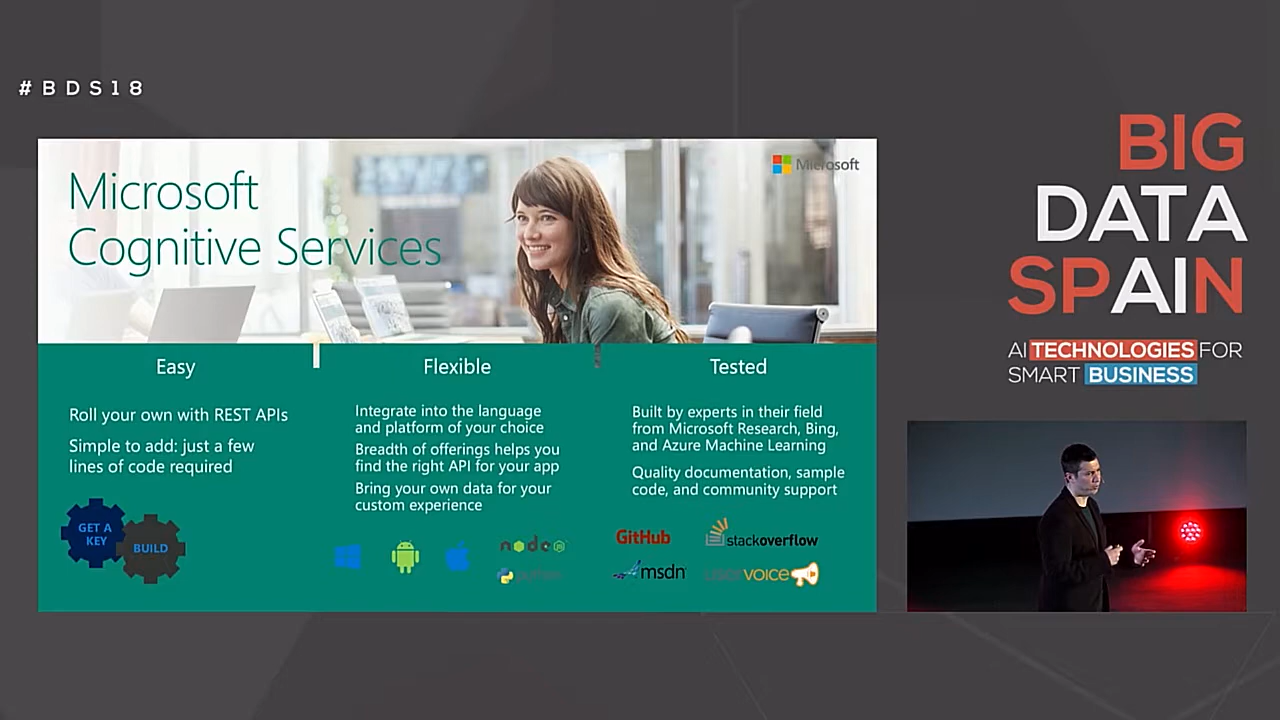 #BDS18
Microsoft
Microsoft
Cognitive Services
Easy
Roll your own with REST APIs
Simple to add: just a few
lines of code required
GET A
KEY
BUILD
Flexible
Integrate into the language
and platform of your choice
Breadth of offerings helps you
find the right API for your app
Bring your own data for your
custom experience
node
python
Tested
Built by experts in their field
from Microsoft Research, Bing,
and Azure Machine Learning
Quality documentation, sample
code, and community support
GitHub
stackoverflow
msdn
USER VOICE
BIG
DATA
SPAIN
AI TECHNOLOGIES FOR
SMART BUSINESS